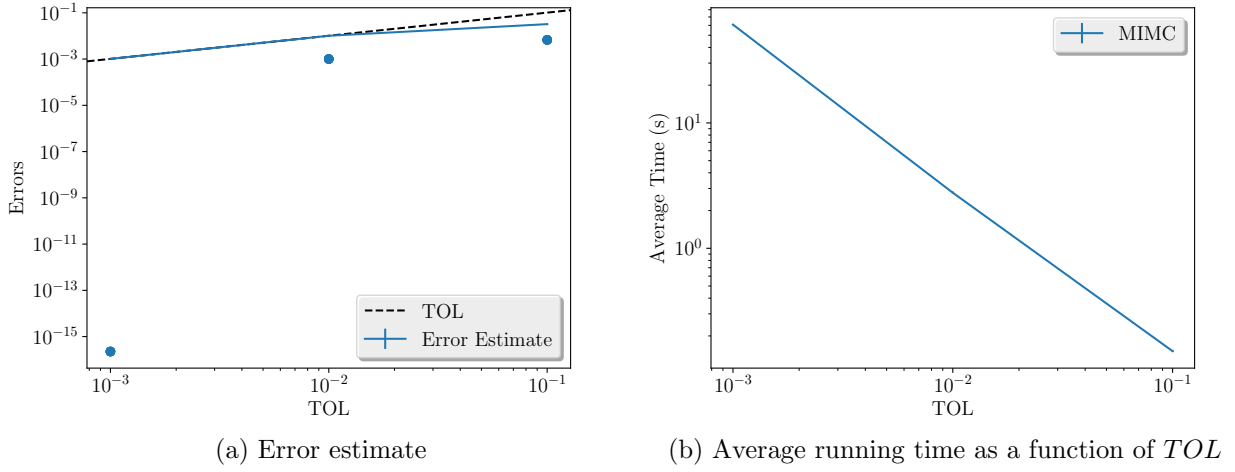 10^{-1}
10^{-3}
10^{-5}
10^{-7}
10^{-9}
10^{-11}
10^{-13}
10^{-15}
Errors
TOL
Error Estimate
10^{-3}
10^{-2}
10^{-1}
TOL
(a) Error estimate
MIMC
10^{1}
10^{0}
Average Time (s)
10^{-3}
10^{-2}
10^{-1}
TOL
(b) Average running time as a function of TOL